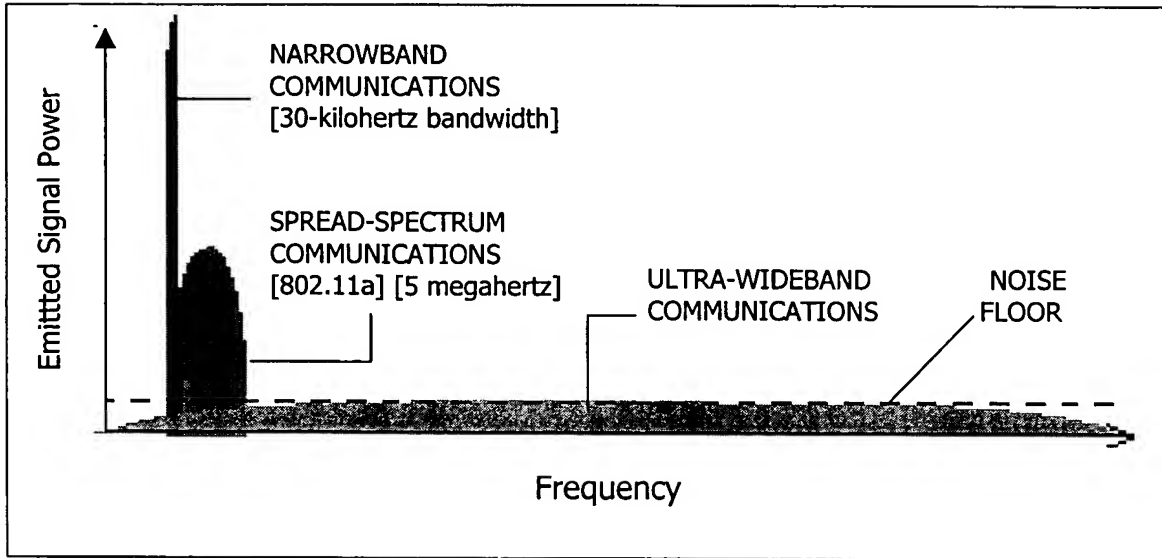 NARROWBAND
COMMUNICATIONS
[30-kilohertz bandwidth]
SPREAD-SPECTRUM
COMMUNICATIONS
[802.11a] [5 megahertz]
ULTRA-WIDEBAND
COMMUNICATIONS
NOISE
FLOOR
Emittted Signal Power
Frequency